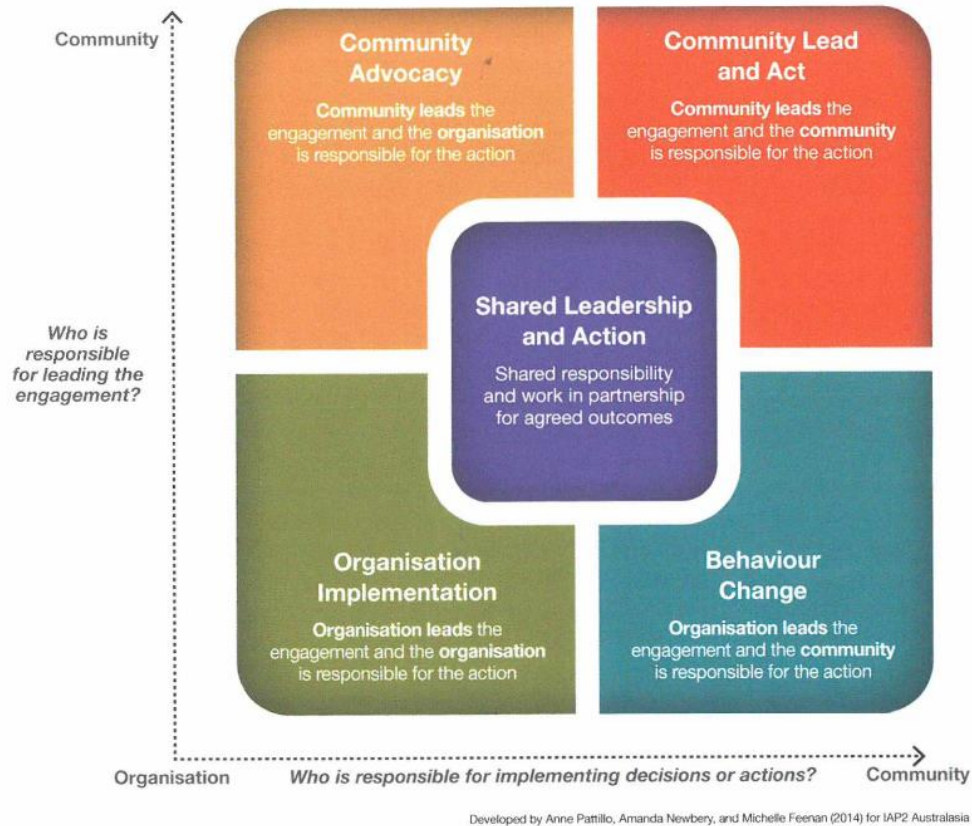 Community
Community
Advocacy
Community leads the
engagement and the organisation
is responsible for the action
Community Lead
and Act
Community leads the
engagement and the community
is responsible for the action
Who is
responsible
for leading the
engagement?
Shared Leadership
and Action
Shared responsibility
and work in partnership
for agreed outcomes
Organisation
Implementation
Organisation leads the
engagement and the organisation
is responsible for the action
Behaviour
Change
Organisation leads the
engagement and the community
is responsible for the action
Organisation
Who is responsible for implementing decisions or actions?
Community
Developed by Anne Pattillo, Amanda Newbery, and Michelle Feenan (2014) for IAP2 Australasia